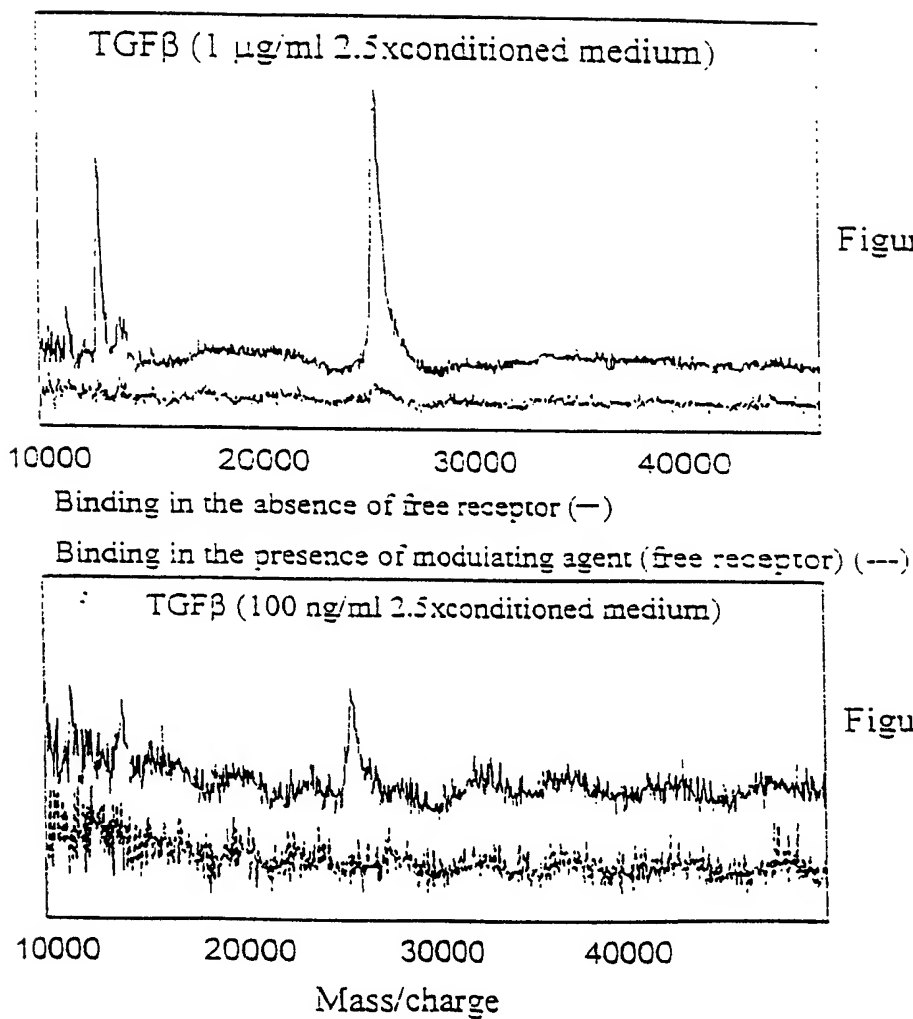 TGFβ (1 µg/ml 2.5xconditioned medium)
Figur
10000 20000 30000 40000
Binding in the absence of free receptor (—)
Binding in the presence of modulating agent (free receptor) (---)
TGFβ (100 ng/ml 2.5xconditioned medium)
Figu
10000 20000 30000 40000
Mass/charge